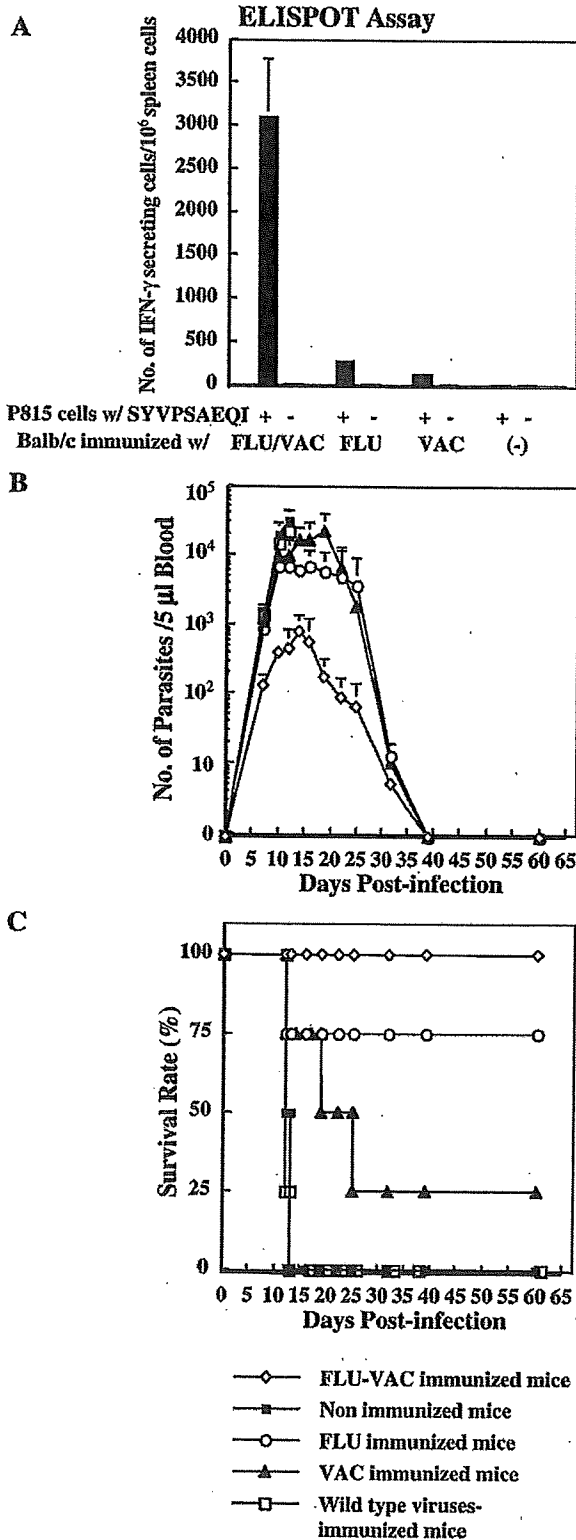 A
ELISPOT Assay
No. of IFN-γ secreting cells/10⁶ spleen cells
4000
3500
3000
2500
2000
1500
1000
500
0
P815 cells w/ SYVPSAEQI + - + - + - + -
Balb/c immunized w/ FLU/VAC FLU VAC (-)
B
No. of Parasites /5 µl Blood
10⁵
10⁴
10³
10²
10
0
0 5 10 15 20 25 30 35 40 45 50 55 60 65
Days Post-infection
C
Survival Rate (%)
100
75
50
25
0
0 5 10 15 20 25 30 35 40 45 50 55 60 65
Days Post-infection
FLU-VAC immunized mice
Non immunized mice
FLU immunized mice
VAC immunized mice
Wild type viruses-
immunized mice